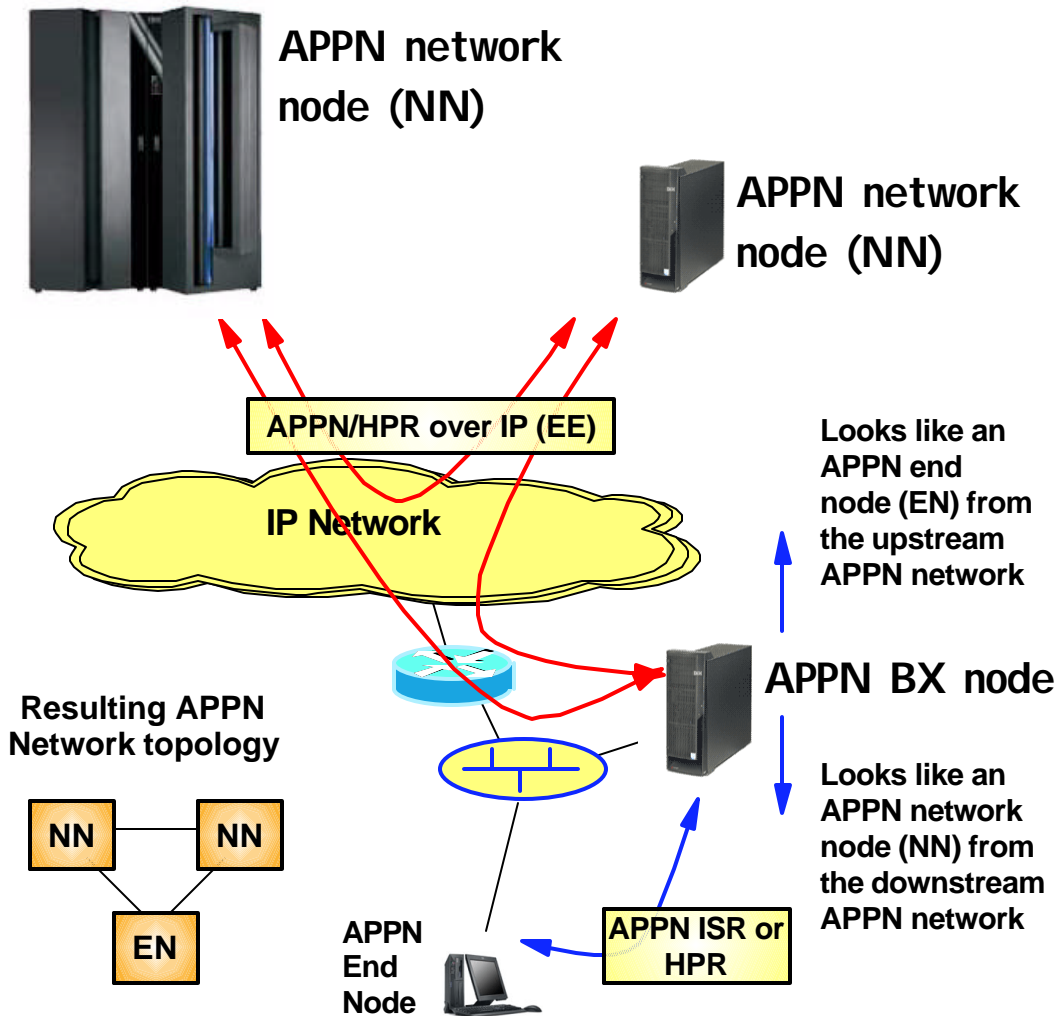 APPN network
node (NN)
APPN network
node (NN)
APPN/HPR over IP (EE)
IP Network
Looks like an
APPN end
node (EN) from
the upstream
APPN network
APPN BX node
Looks like an
APPN network
node (NN) from
the downstream
APPN network
Resulting APPN
Network topology
NN
NN
EN
APPN
End
Node
APPN ISR or
HPR